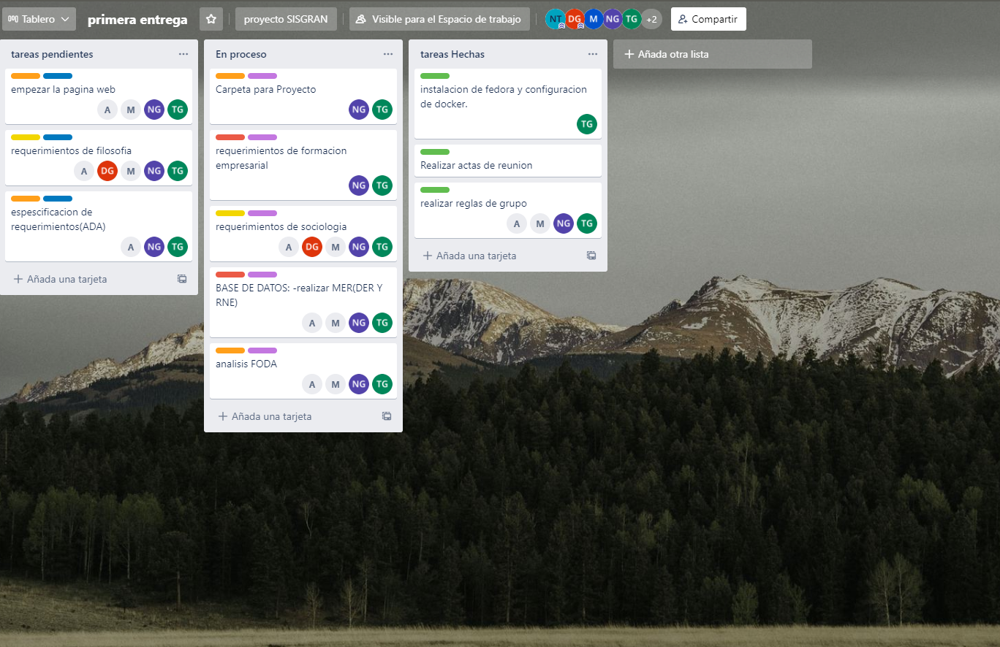 Tablero
primera entrega
proyecto SISGRAN
Visible para el Espacio de trabajo
NT DG M NG TG +2
Compartir
tareas pendientes
empezar la pagina web
A M NG TG
requerimientos de filosofia
A DG M NG TG
espescificacion de
requerimientos(ADA)
A NG TG
Añada una tarjeta
En proceso
Carpeta para Proyecto
NG TG
requerimientos de formacion
empresarial
NG TG
requerimientos de sociologia
A DG M NG TG
BASE DE DATOS: -realizar MER(DER Y
RNE)
A M NG TG
analisis FODA
A M NG TG
Añada una tarjeta
tareas Hechas
instalacion de fedora y configuracion
de docker.
TG
Realizar actas de reunion
realizar reglas de grupo
A M NG TG
Añada una tarjeta
Añada otra lista